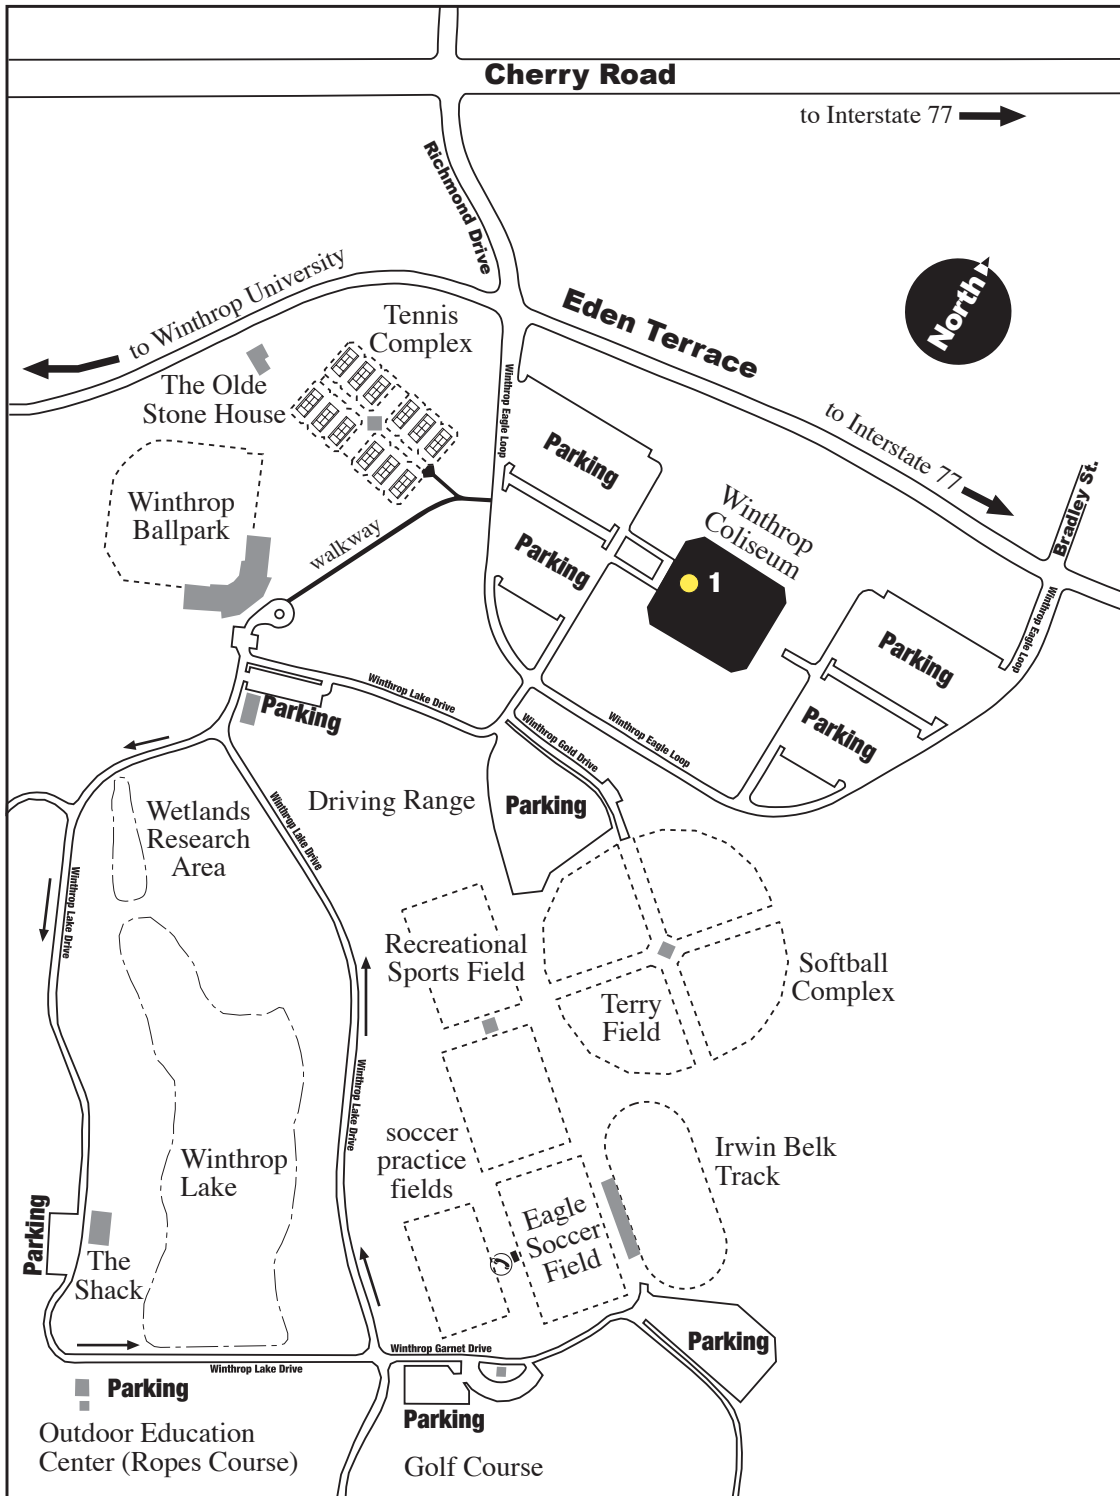 Cherry Road
to Interstate 77
Richmond Drive
North
to Winthrop University
Eden Terrace
Tennis
Complex
The Olde
Stone House
Winthrop Eagle Loop
to Interstate 77
Bradley St.
Parking
Winthrop
Coliseum
1
Winthrop
Ballpark
walkway
Parking
Winthrop Eagle Loop
Parking
Parking
Winthrop Lake Drive
Parking
Winthrop Gold Drive
Winthrop Eagle Loop
Driving Range
Parking
Wetlands
Research
Area
Winthrop Lake Drive
Winthrop Lake Drive
Recreational
Sports Field
Terry
Field
Softball
Complex
Winthrop Lake Drive
soccer
practice
fields
Irwin Belk
Track
Winthrop
Lake
Eagle
Soccer
Field
Parking
The
Shack
Parking
Winthrop Garnet Drive
Winthrop Lake Drive
Parking
Parking
Outdoor Education
Center (Ropes Course)
Golf Course